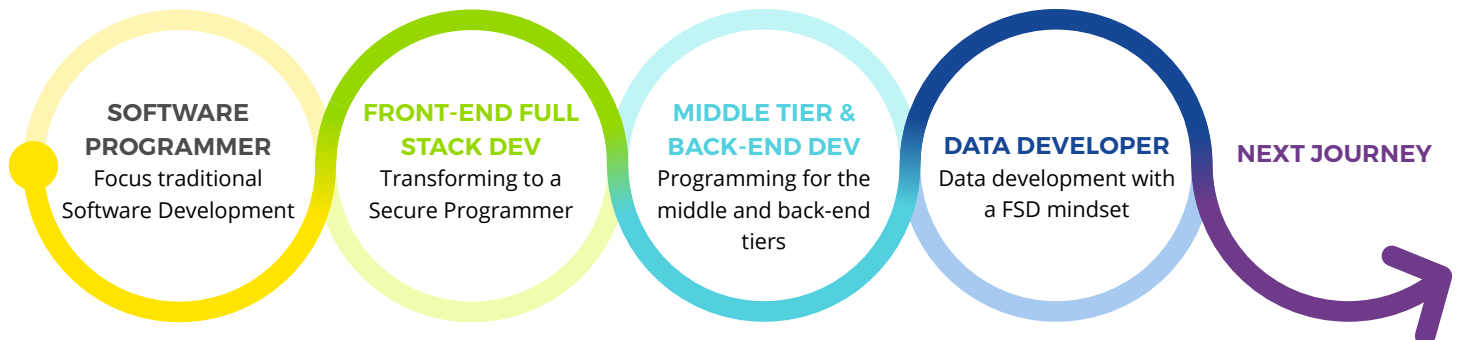 SOFTWARE
PROGRAMMER
Focus traditional
Software Development
FRONT-END FULL
STACK DEV
Transforming to a
Secure Programmer
MIDDLE TIER &
BACK-END DEV
Programming for the
middle and back-end
tiers
DATA DEVELOPER
Data development with
a FSD mindset
NEXT JOURNEY